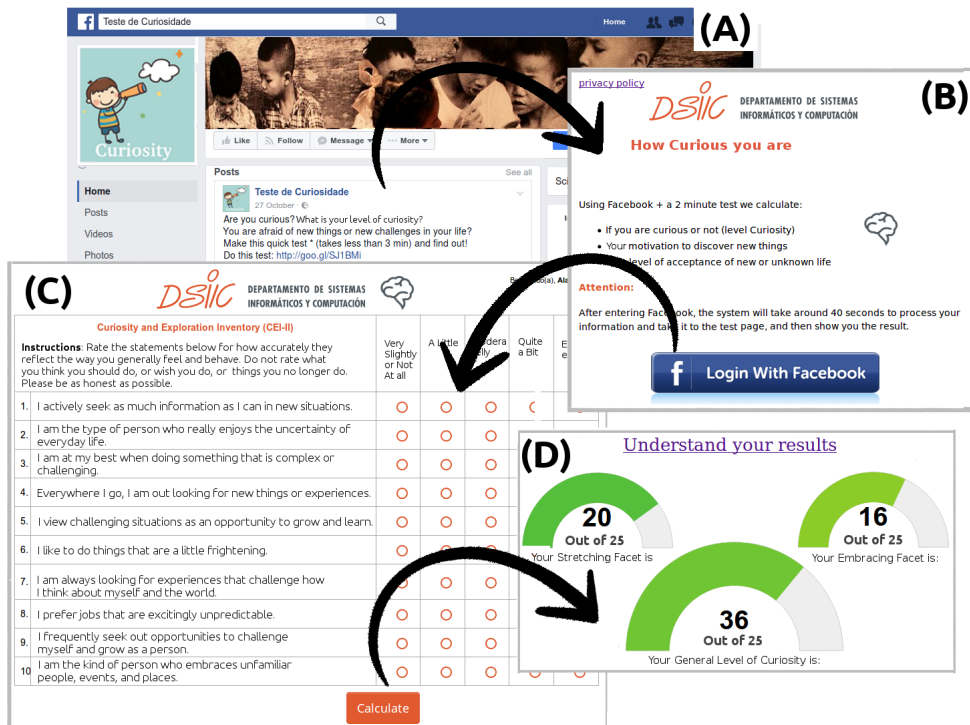 Teste de Curiosidade
Home
(A)
Curiosity
Like
Follow
Message
More
Home
Posts
Videos
Photos
Posts
See all
Teste de Curiosidade
27 October
Are you curious? What is your level of curiosity?
You are afraid of new things or new challenges in your life?
Make this quick test * (takes less than 3 min) and find out!
Do this test: http://goo.gl/SJ1BMi
(B)
privacy policy
DSIIC
DEPARTAMENTO DE SISTEMAS
INFORMÁTICOS Y COMPUTACIÓN
How Curious you are
Using Facebook + a 2 minute test we calculate:
• If you are curious or not (level Curiosity)
• Your motivation to discover new things
level of acceptance of new or unknown life
Attention:
After entering Facebook, the system will take around 40 seconds to process your
information and take it to the test page, and then show you the result.
f Login With Facebook
(C)
DSIIC
DEPARTAMENTO DE SISTEMAS
INFORMÁTICOS Y COMPUTACIÓN
Curiosity and Exploration Inventory (CEI-II)
Instructions: Rate the statements below for how accurately they
reflect the way you generally feel and behave. Do not rate what
you think you should do, or wish you do, or things you no longer do.
Please be as honest as possible.
Very
Slightly
or Not
At all
A Little
Quite
a Bit
1. I actively seek as much information as I can in new situations.
2. I am the type of person who really enjoys the uncertainty of
everyday life.
3. I am at my best when doing something that is complex or
challenging.
4. Everywhere I go, I am out looking for new things or experiences.
5. I view challenging situations as an opportunity to grow and learn.
6. I like to do things that are a little frightening.
7. I am always looking for experiences that challenge how
I think about myself and the world.
8. I prefer jobs that are excitingly unpredictable.
9. I frequently seek out opportunities to challenge
myself and grow as a person.
10 I am the kind of person who embraces unfamiliar
people, events, and places.
Calculate
(D)
Understand your results
20
Out of 25
Your Stretching Facet is
16
Out of 25
Your Embracing Facet is:
36
Out of 25
Your General Level of Curiosity is: